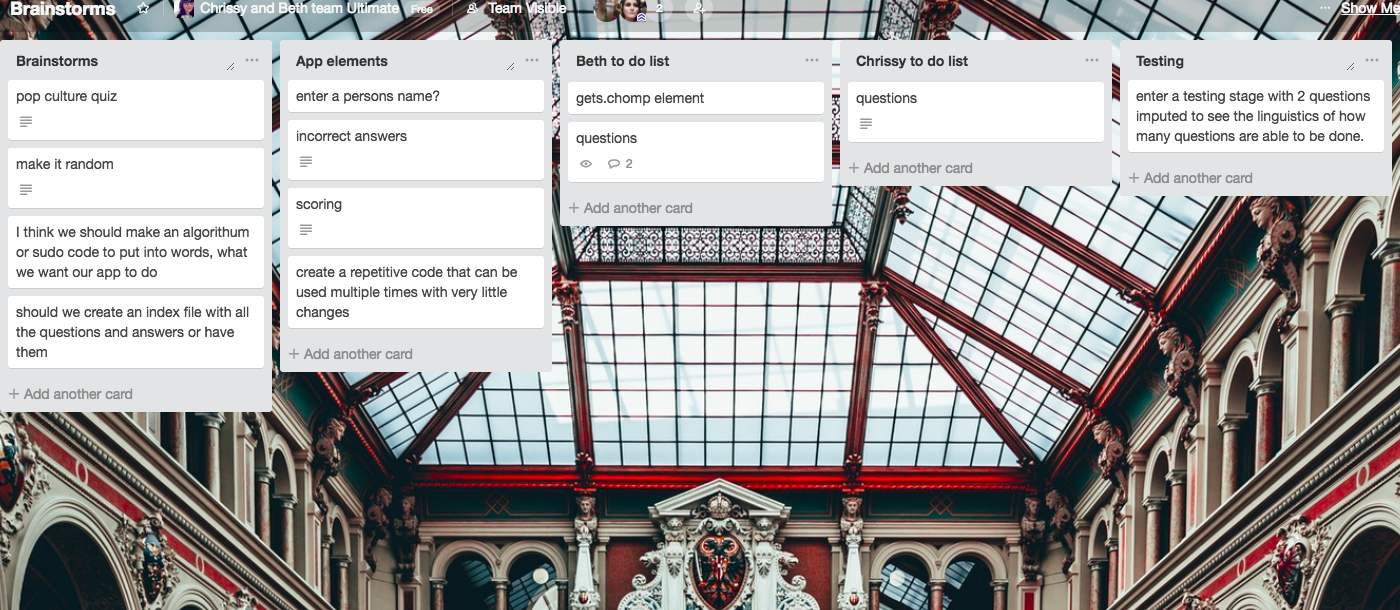 Brainstorms
Chrissy and Beth team Ultimate
Free
Team Visible
2
Show Me
Brainstorms
pop culture quiz
make it random
I think we should make an algorithum
or sudo code to put into words, what
we want our app to do
should we create an index file with all
the questions and answers or have
them
+ Add another card
App elements
enter a persons name?
incorrect answers
scoring
create a repetitive code that can be
used multiple times with very little
changes
+ Add another card
Beth to do list
gets.chomp element
questions
2
+ Add another card
Chrissy to do list
questions
+ Add another card
Testing
enter a testing stage with 2 questions
imputed to see the linguistics of how
many questions are able to be done.
+ Add another card